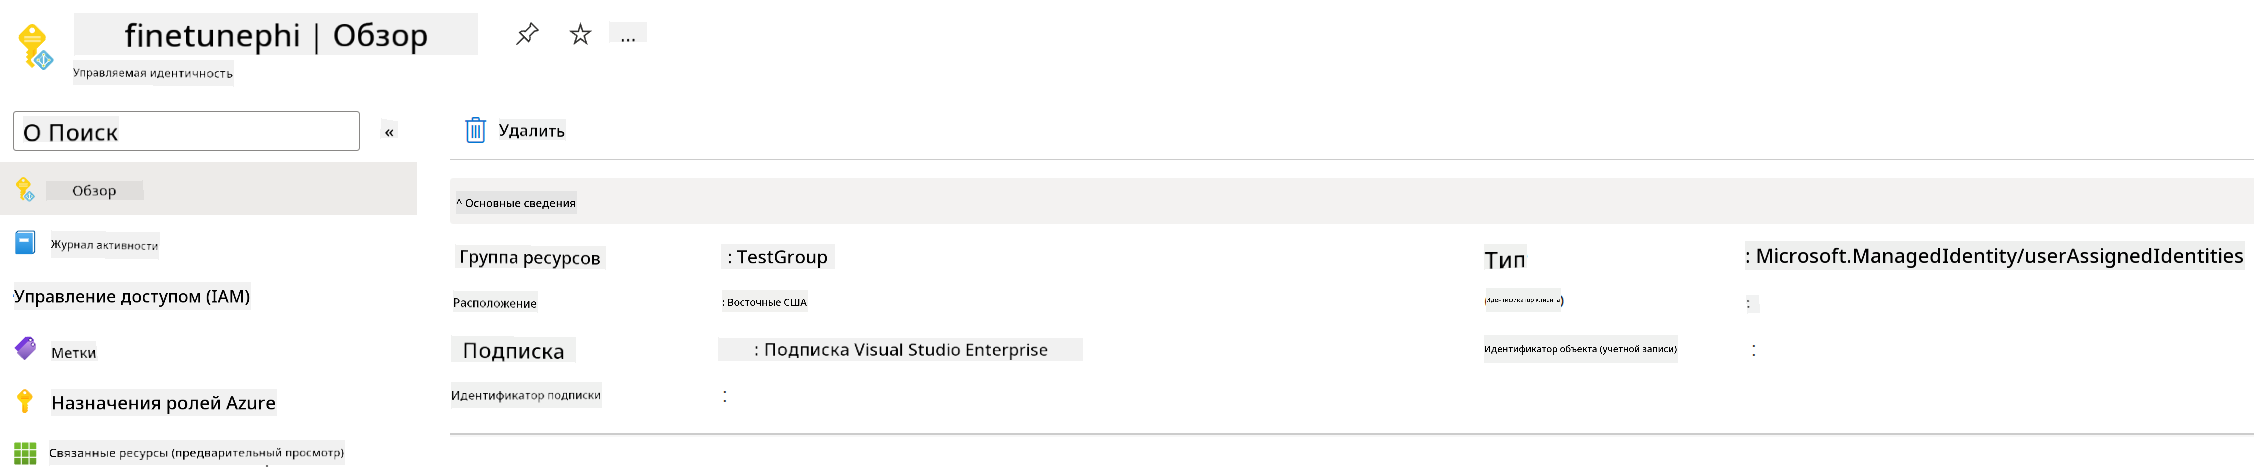 finetunephi | Обзор
...
Управляемая идентичность
О Поиск
«
Удалить
Обзор
^ Основные сведения
Журнал активности
Группа ресурсов : TestGroup
Тип : Microsoft.ManagedIdentity/userAssignedIdentities
Управление доступом (IAM)
Расположение : Восточные США
(Идентификатор клиента) :
Метки
Подписка : Подписка Visual Studio Enterprise
Идентификатор объекта (учетной записи) :
Назначения ролей Azure
Идентификатор подписки :
Связанные ресурсы (предварительный просмотр)